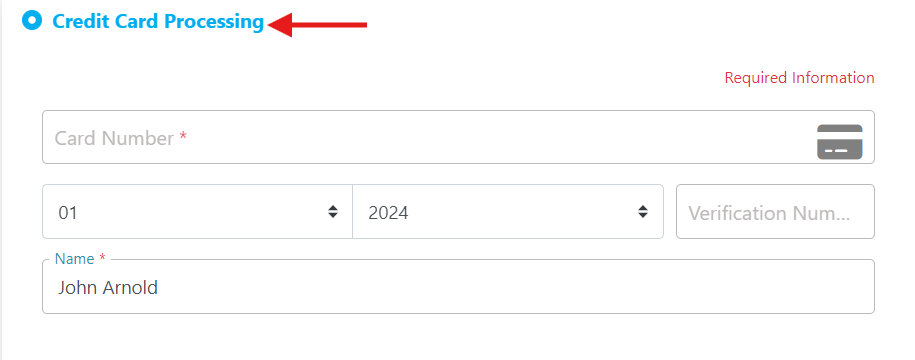 Credit Card Processing
Required Information
Card Number *
01 2024 Verification Num...
Name *
John Arnold